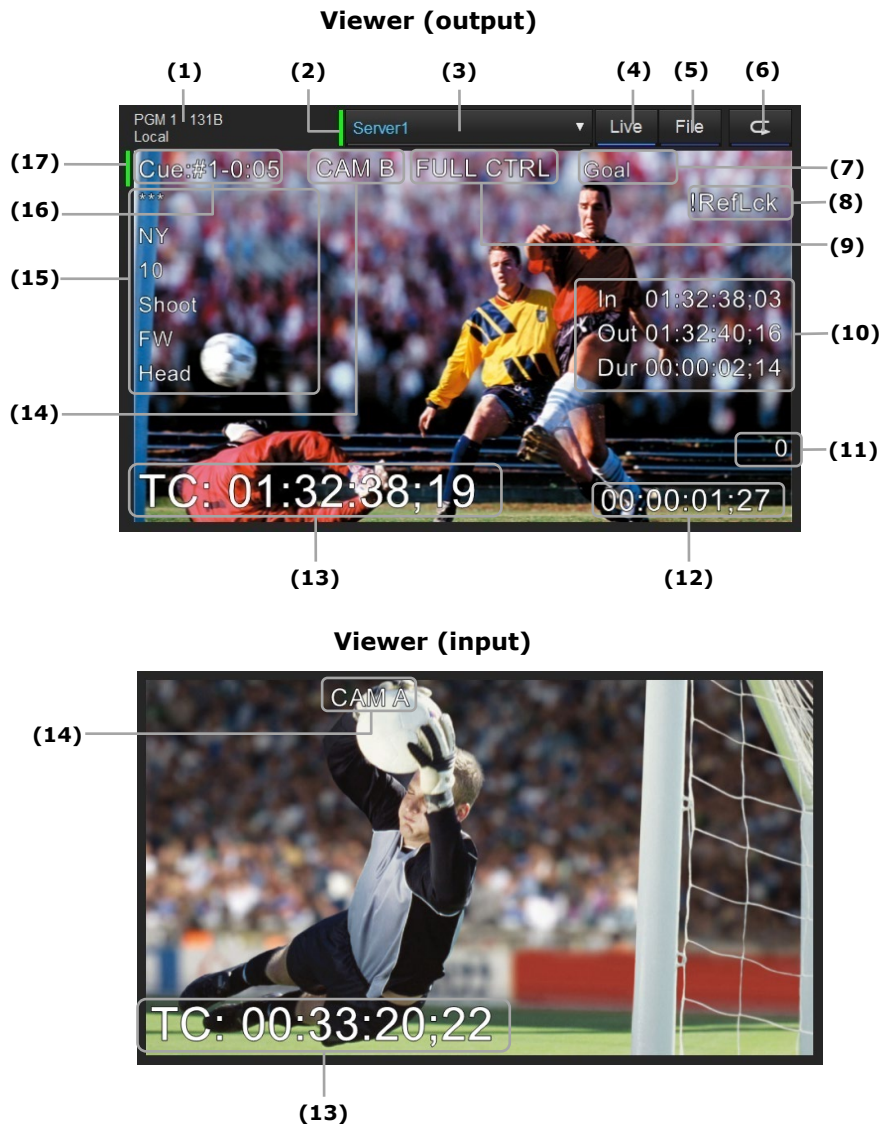 Viewer (output)
(1) (2) (3) (4) (5) (6)
PGM 1 131B
Local
Server1 ▼ Live File
(17) Cue:#1-0:05 CAM B FULL CTRL Goal (7)
(16) *** !RefLck (8)
NY (9)
(15) 10
In 01:32:38;03
Shoot
Out 01:32:40;16 (10)
FW
Dur 00:00:02;14
Head
(14)
0 (11)
TC: 01:32:38;19 00:00:01;27
(13) (12)
Viewer (input)
CAM A
(14)
TC: 00:33:20;22
(13)